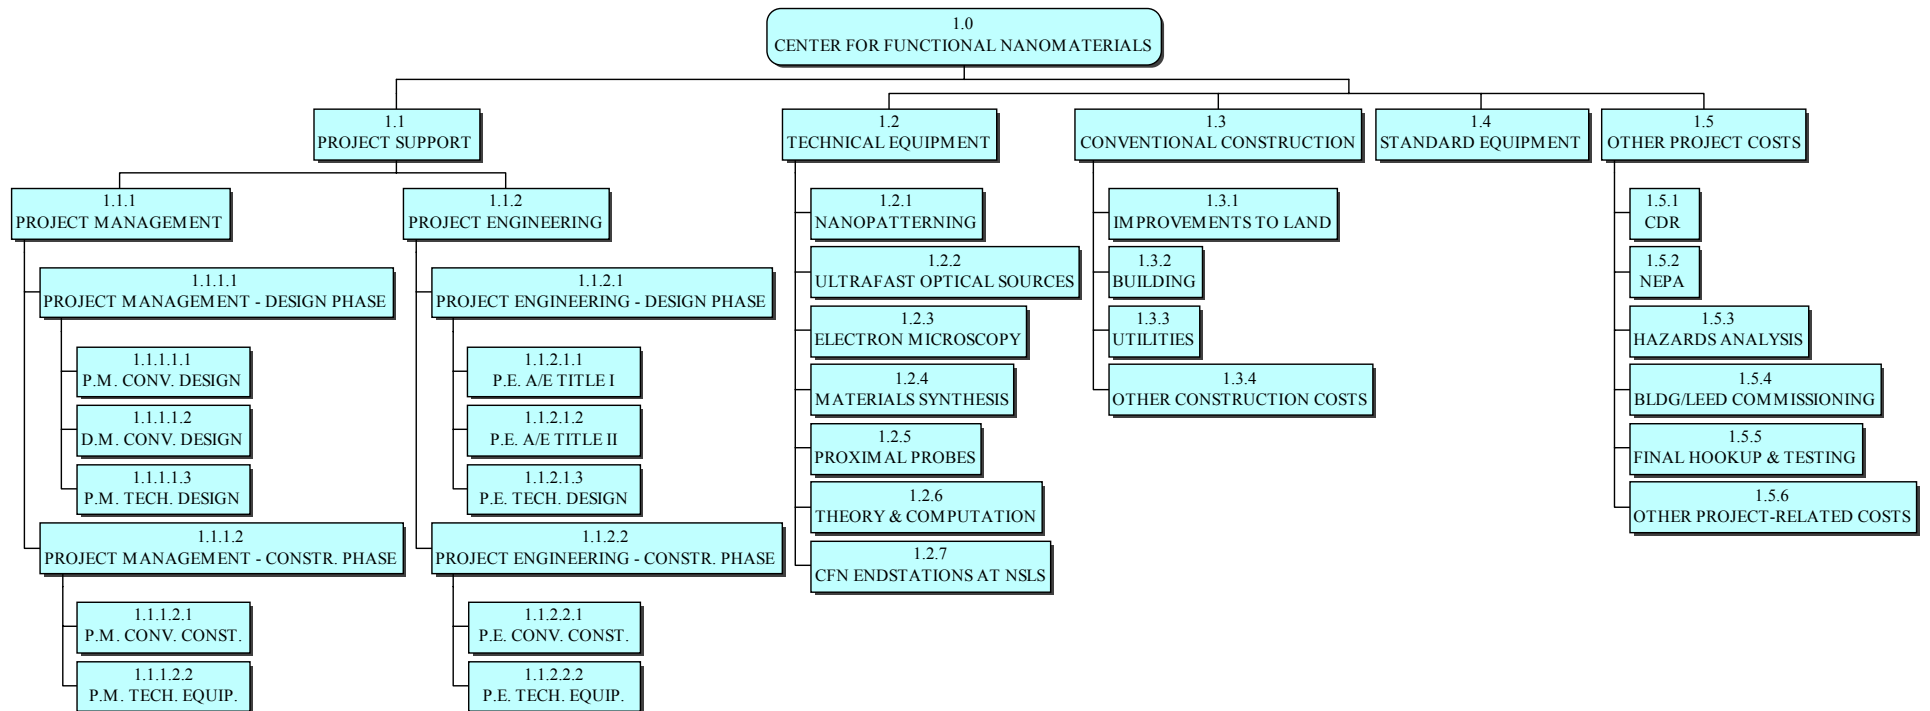 1.0
CENTER FOR FUNCTIONAL NANOMATERIALS
1.1
PROJECT SUPPORT
1.1.1
PROJECT MANAGEMENT
1.1.1.1
PROJECT MANAGEMENT - DESIGN PHASE
1.1.1.1.1
P.M. CONV. DESIGN
1.1.1.1.2
D.M. CONV. DESIGN
1.1.1.1.3
P.M. TECH. DESIGN
1.1.1.2
PROJECT MANAGEMENT - CONSTR. PHASE
1.1.1.2.1
P.M. CONV. CONST.
1.1.1.2.2
P.M. TECH. EQUIP.
1.1.2
PROJECT ENGINEERING
1.1.2.1
PROJECT ENGINEERING - DESIGN PHASE
1.1.2.1.1
P.E. A/E TITLE I
1.1.2.1.2
P.E. A/E TITLE II
1.1.2.1.3
P.E. TECH. DESIGN
1.1.2.2
PROJECT ENGINEERING - CONSTR. PHASE
1.1.2.2.1
P.E. CONV. CONST.
1.1.2.2.2
P.E. TECH. EQUIP.
1.2
TECHNICAL EQUIPMENT
1.2.1
NANOPATTERNING
1.2.2
ULTRAFAST OPTICAL SOURCES
1.2.3
ELECTRON MICROSCOPY
1.2.4
MATERIALS SYNTHESIS
1.2.5
PROXIMAL PROBES
1.2.6
THEORY & COMPUTATION
1.2.7
CFN ENDSTATIONS AT NSLS
1.3
CONVENTIONAL CONSTRUCTION
1.3.1
IMPROVEMENTS TO LAND
1.3.2
BUILDING
1.3.3
UTILITIES
1.3.4
OTHER CONSTRUCTION COSTS
1.4
STANDARD EQUIPMENT
1.5
OTHER PROJECT COSTS
1.5.1
CDR
1.5.2
NEPA
1.5.3
HAZARDS ANALYSIS
1.5.4
BLDG/LEED COMMISSIONING
1.5.5
FINAL HOOKUP & TESTING
1.5.6
OTHER PROJECT-RELATED COSTS